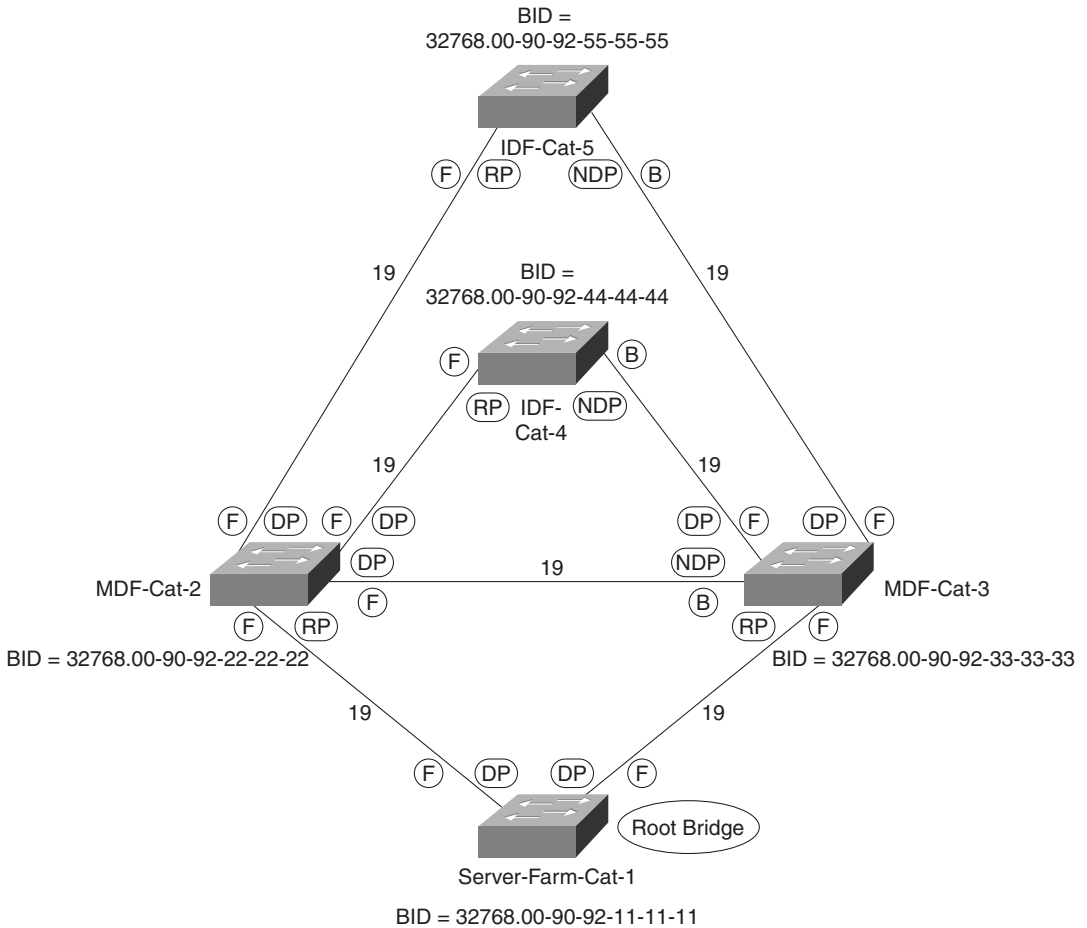 BID =
32768.00-90-92-55-55-55
IDF-Cat-5
F RP NDP B
19 19
BID =
32768.00-90-92-44-44-44
F B
RP IDF- NDP
Cat-4
19 19
F DP F DP DP F DP F
DP NDP
19
MDF-Cat-2 MDF-Cat-3
F B
F RP RP F
BID = 32768.00-90-92-22-22-22 BID = 32768.00-90-92-33-33-33
19 19
F DP DP F
Root Bridge
Server-Farm-Cat-1
BID = 32768.00-90-92-11-11-11